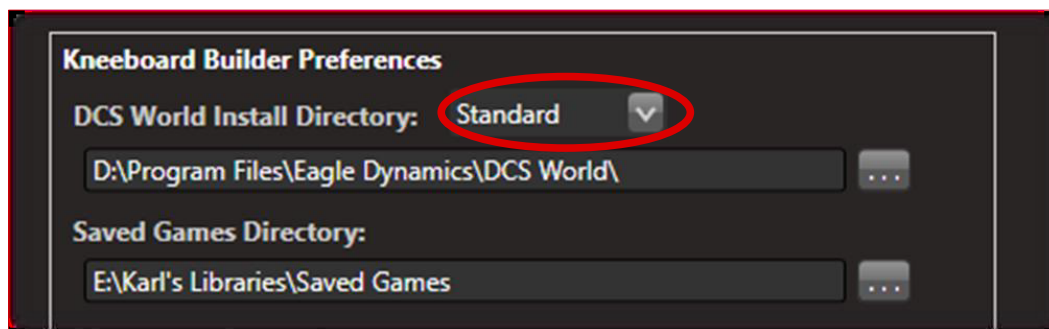 Kneeboard Builder Preferences
DCS World Install Directory: Standard
D:\Program Files\Eagle Dynamics\DCS World\
...
Saved Games Directory:
E:\Karl's Libraries\Saved Games
...